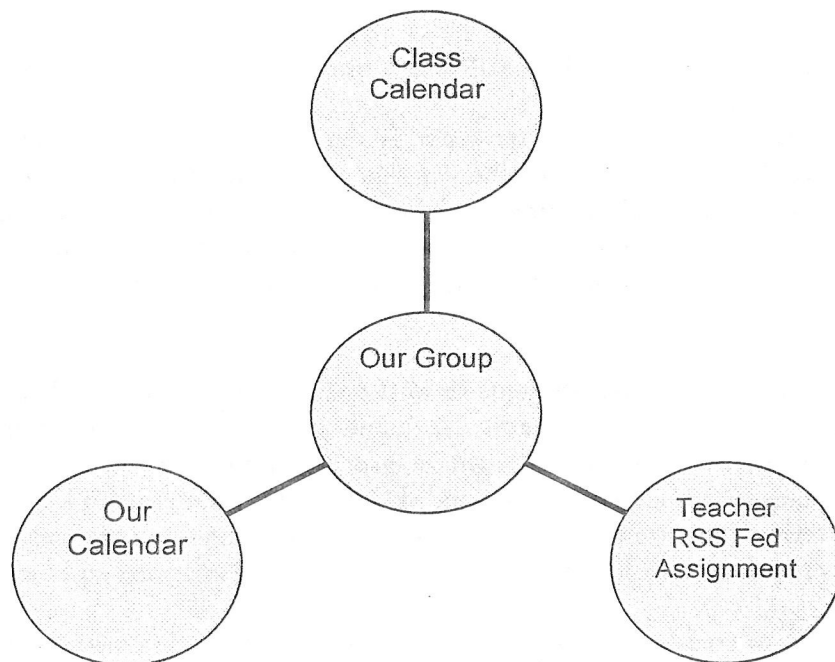 Class
Calendar
Our Group
Our
Calendar
Teacher
RSS Fed
Assignment